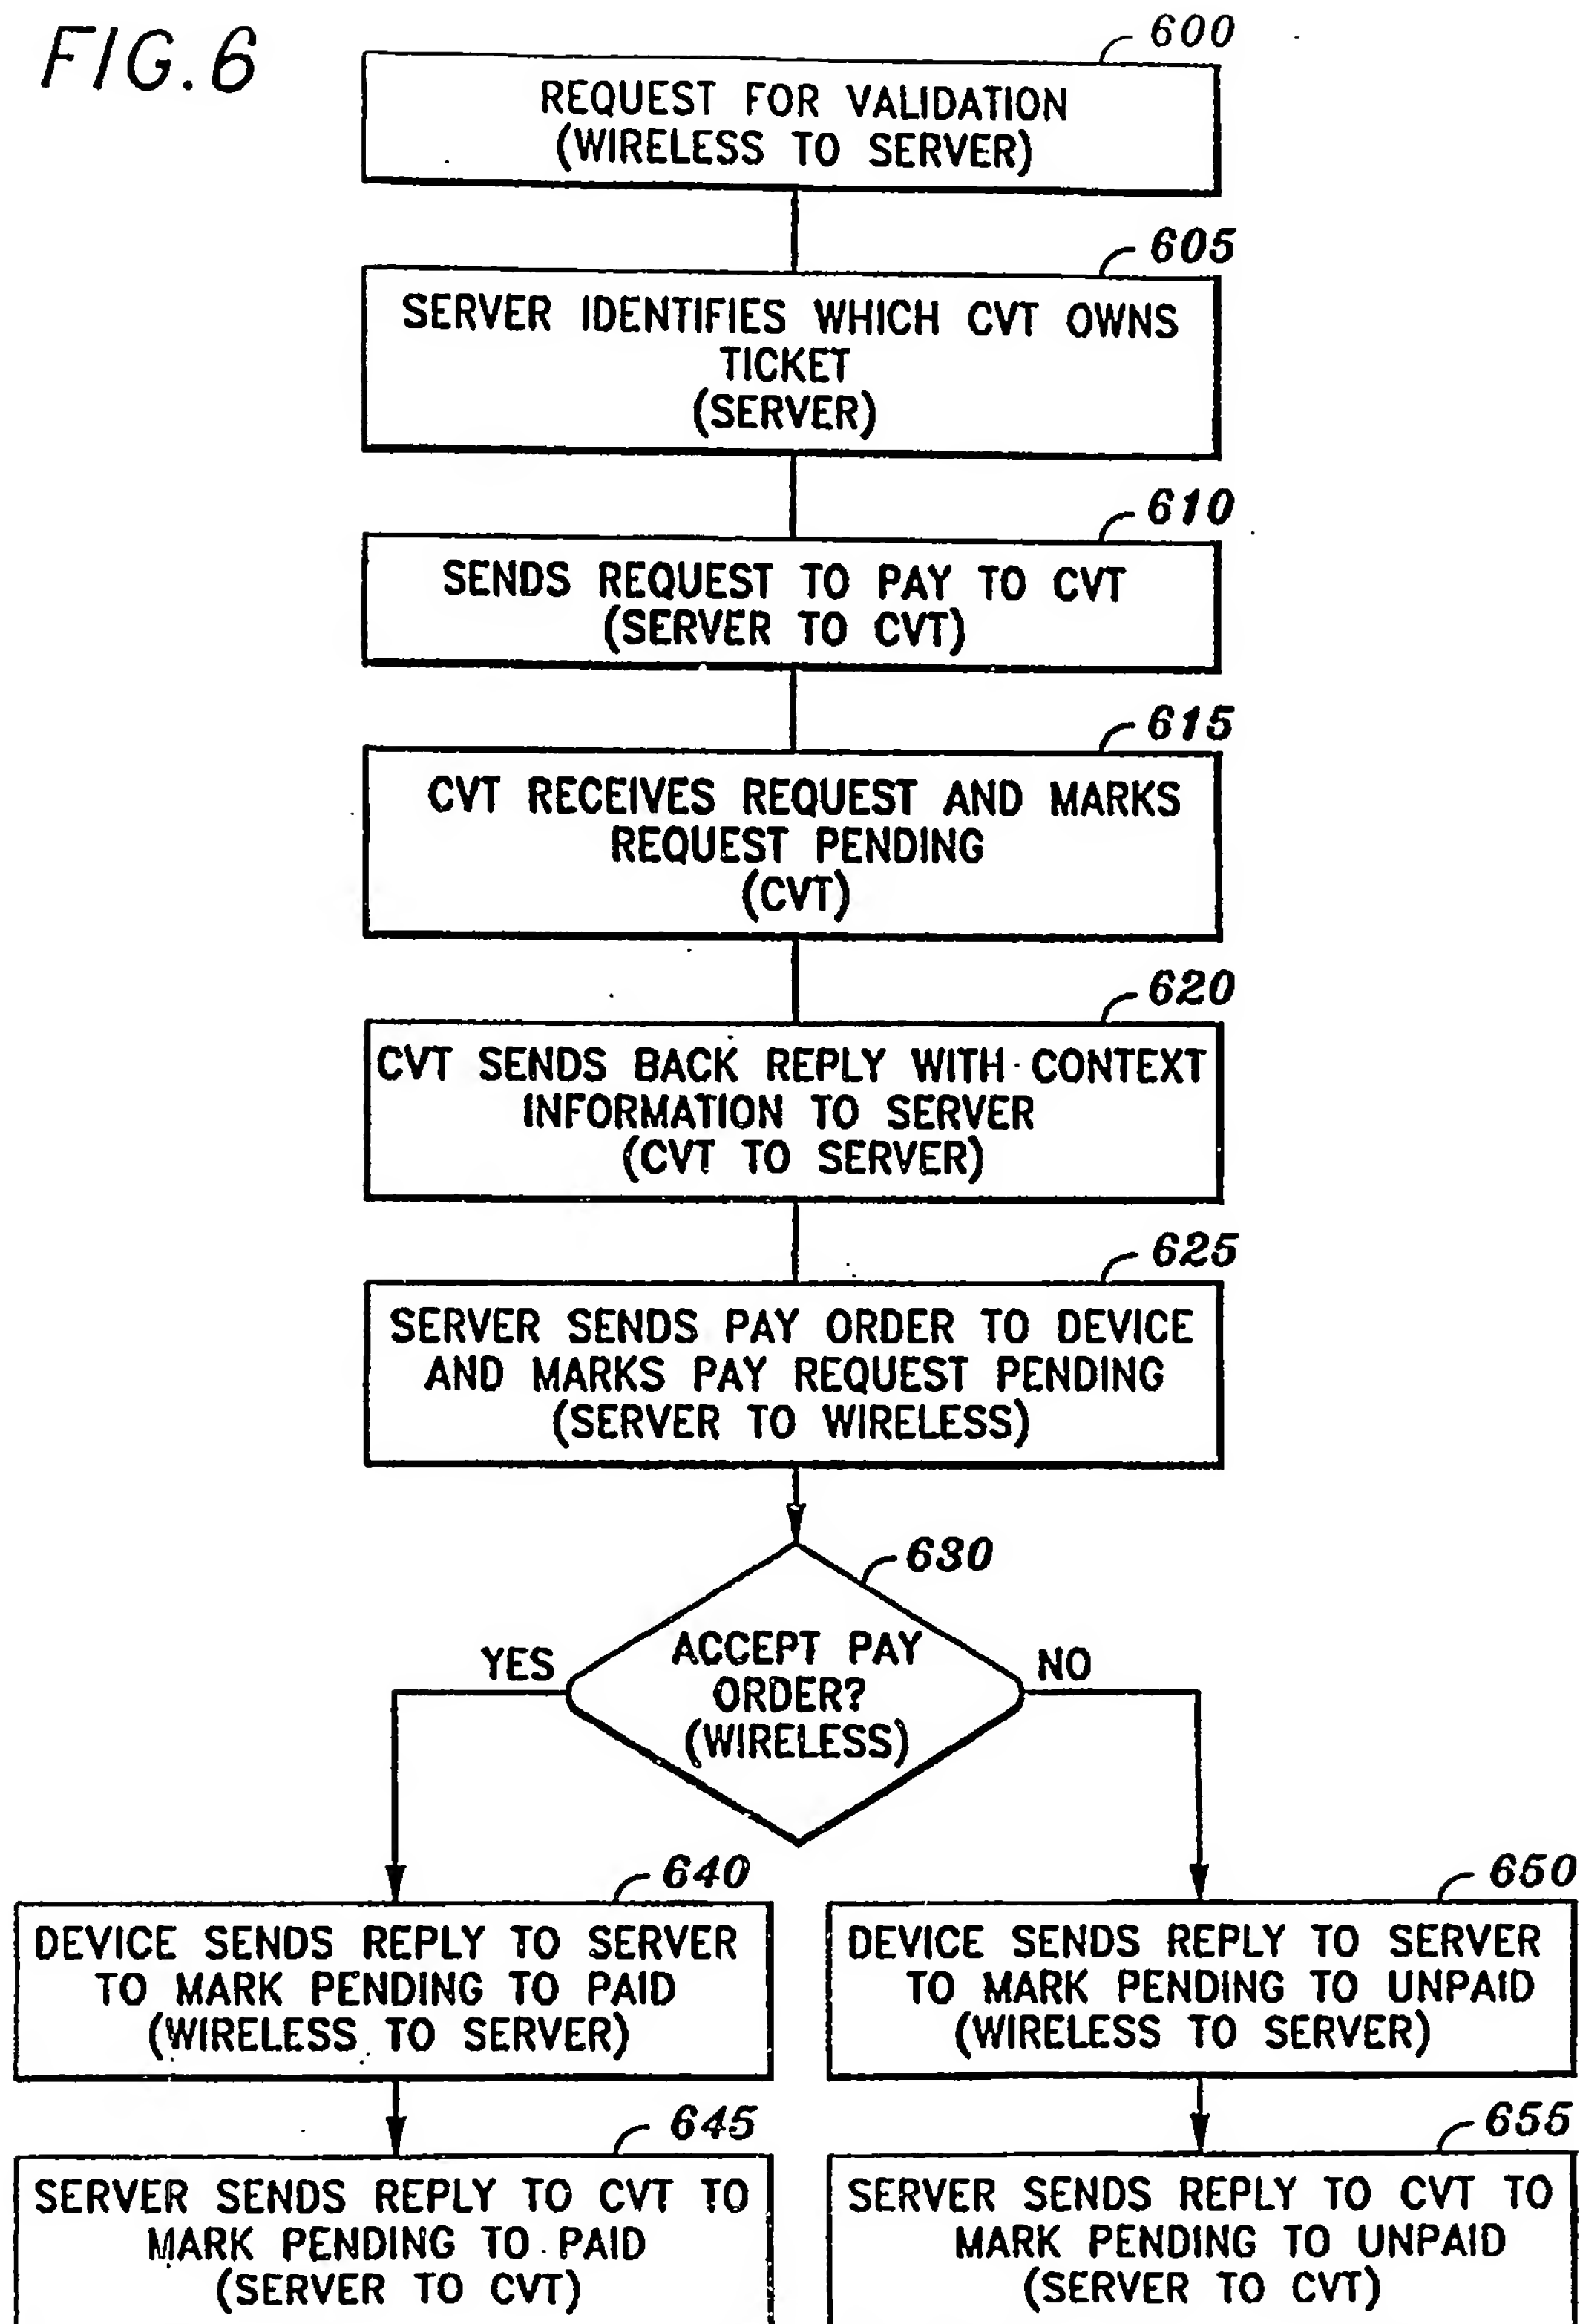 FIG.6
600
REQUEST FOR VALIDATION
(WIRELESS TO SERVER)
605
SERVER IDENTIFIES WHICH CVT OWNS
TICKET
(SERVER)
610
SENDS REQUEST TO PAY TO CVT
(SERVER TO CVT)
615
CVT RECEIVES REQUEST AND MARKS
REQUEST PENDING
(CVT)
620
CVT SENDS BACK REPLY WITH CONTEXT
INFORMATION TO SERVER
(CVT TO SERVER)
625
SERVER SENDS PAY ORDER TO DEVICE
AND MARKS PAY REQUEST PENDING
(SERVER TO WIRELESS)
630
ACCEPT PAY
ORDER?
(WIRELESS)
YES
NO
640
DEVICE SENDS REPLY TO SERVER
TO MARK PENDING TO PAID
(WIRELESS TO SERVER)
650
DEVICE SENDS REPLY TO SERVER
TO MARK PENDING TO UNPAID
(WIRELESS TO SERVER)
645
SERVER SENDS REPLY TO CVT TO
MARK PENDING TO PAID
(SERVER TO CVT)
655
SERVER SENDS REPLY TO CVT TO
MARK PENDING TO UNPAID
(SERVER TO CVT)